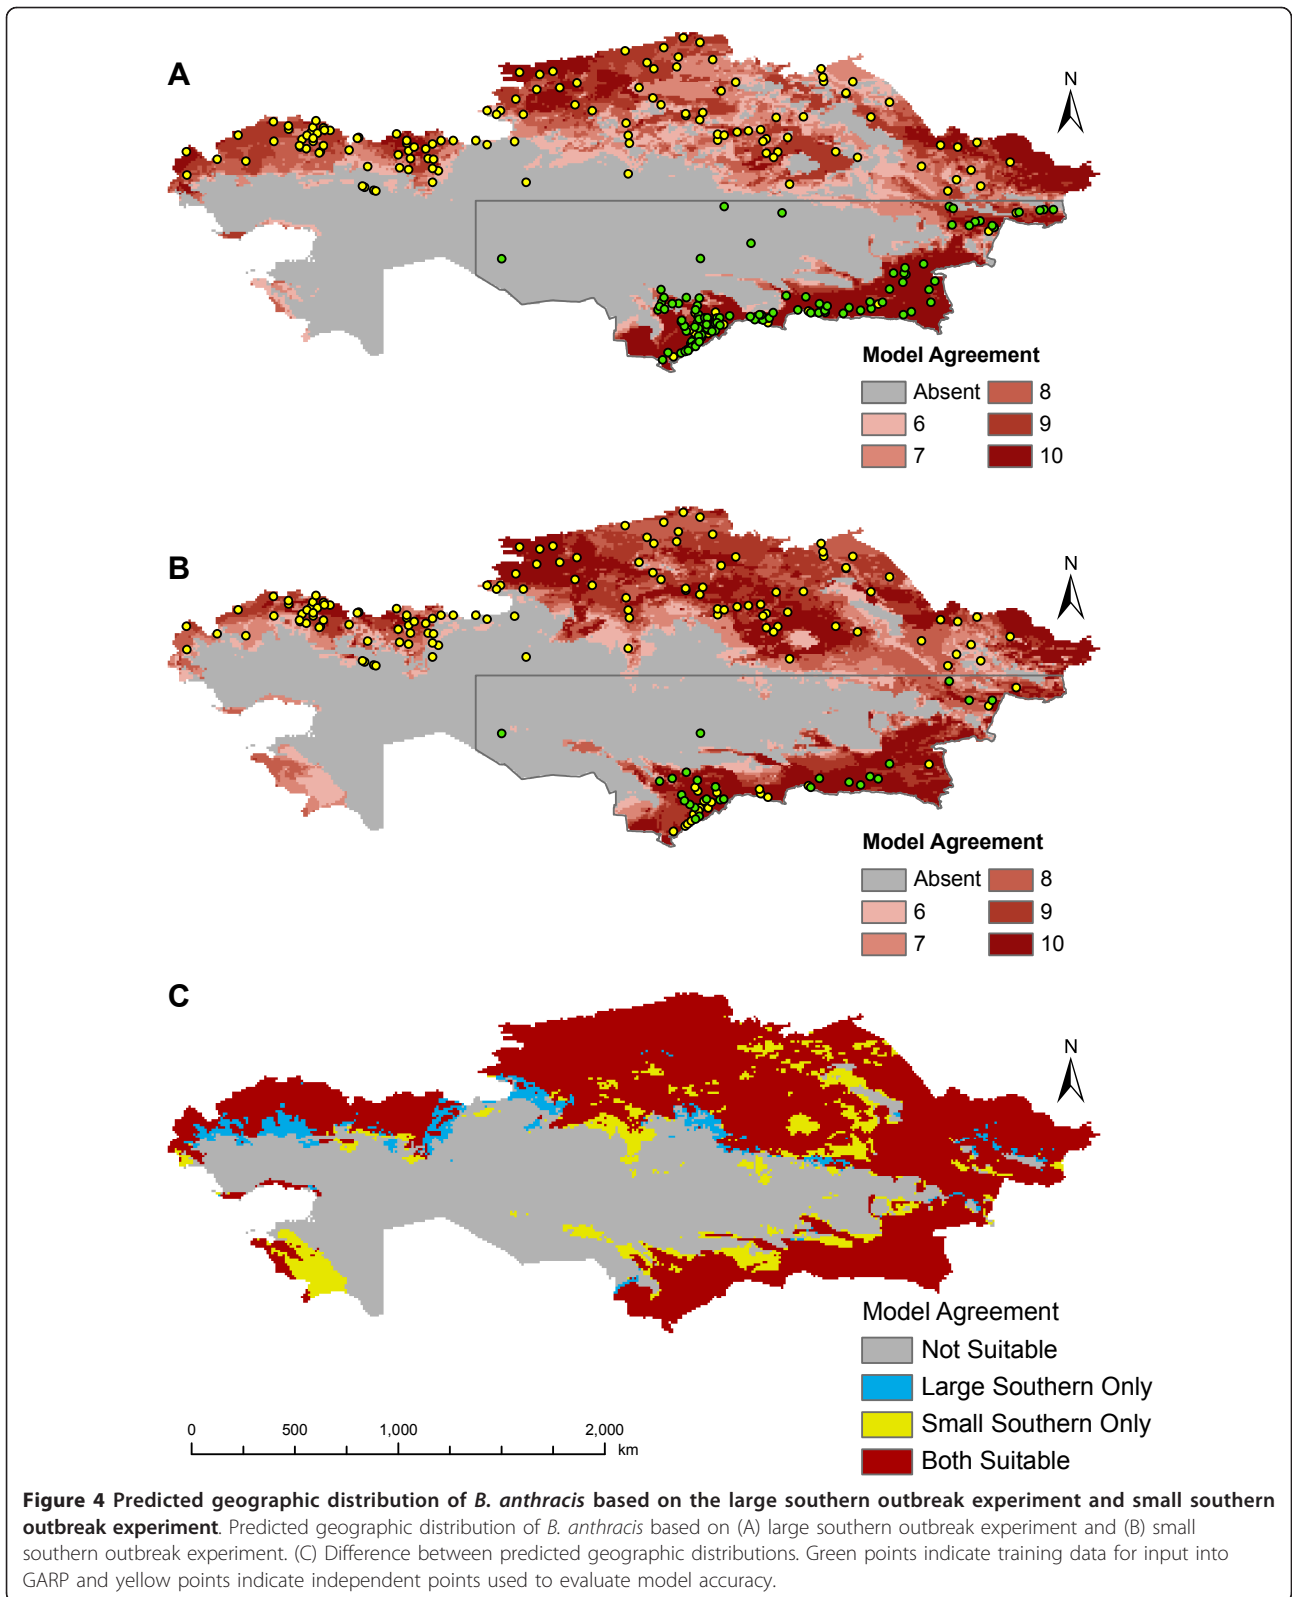 A
N
Model Agreement
Absent 8
6 9
7 10
B
N
Model Agreement
Absent 8
6 9
7 10
C
N
Model Agreement
Not Suitable
Large Southern Only
Small Southern Only
Both Suitable
0 500 1,000 2,000
km
Figure 4 Predicted geographic distribution of B. anthracis based on the large southern outbreak experiment and small southern
outbreak experiment. Predicted geographic distribution of B. anthracis based on (A) large southern outbreak experiment and (B) small
southern outbreak experiment. (C) Difference between predicted geographic distributions. Green points indicate training data for input into
GARP and yellow points indicate independent points used to evaluate model accuracy.